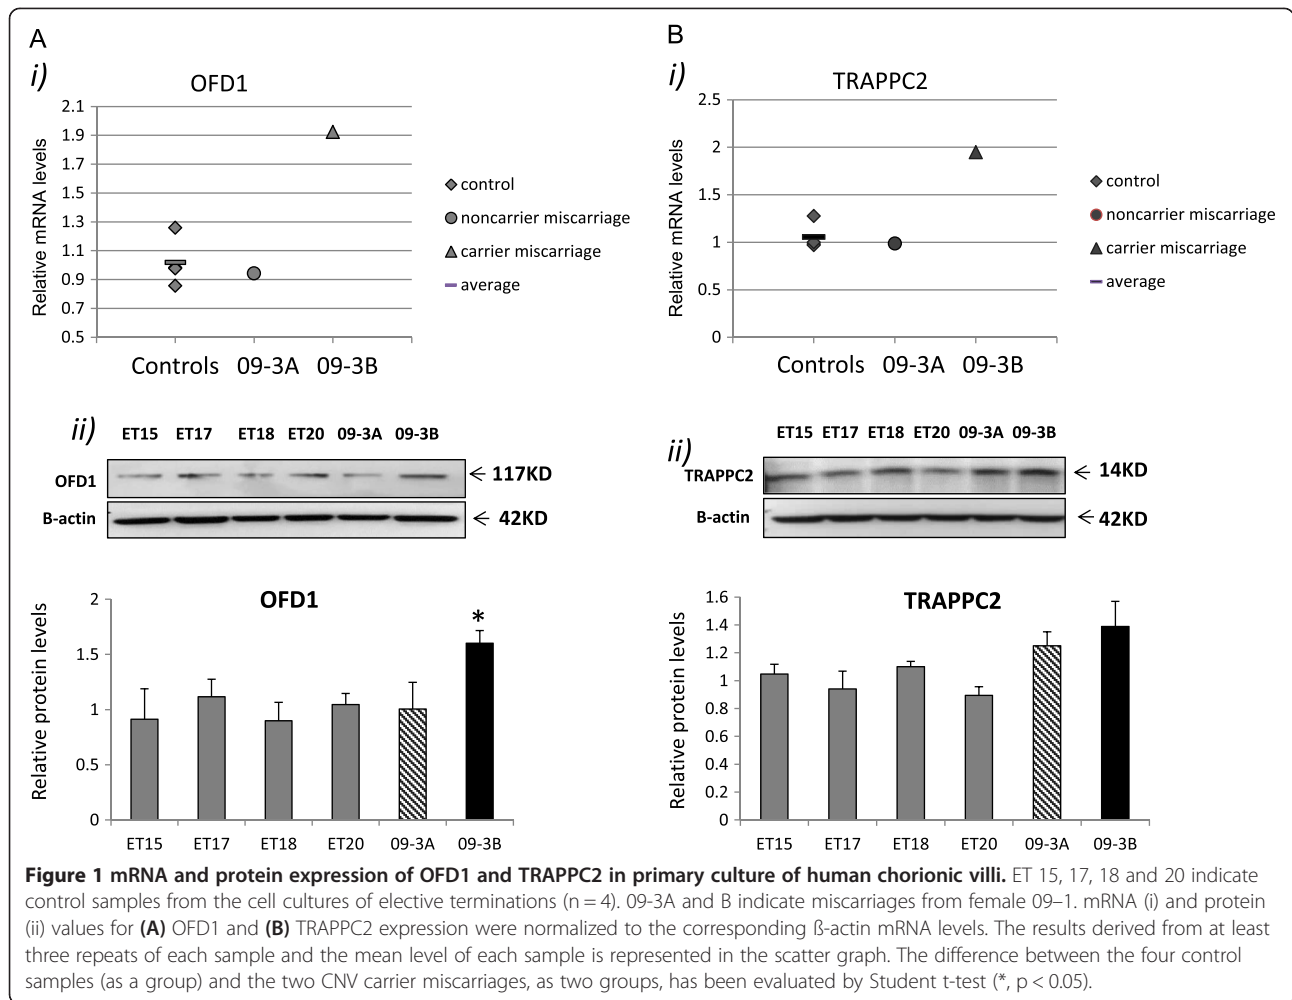 A
i)
OFD1
2.1
1.9
1.7
1.5
1.3
1.1
0.9
0.7
0.5
Relative mRNA levels
Controls 09-3A 09-3B
control
noncarrier miscarriage
carrier miscarriage
average
B
i)
TRAPPC2
2.5
2
1.5
1
0.5
0
Relative mRNA levels
Controls 09-3A 09-3B
control
noncarrier miscarriage
carrier miscarriage
average
ii)
ET15 ET17 ET18 ET20 09-3A 09-3B
OFD1
117KD
B-actin
42KD
OFD1
2
1.5
1
0.5
0
Relative protein levels
*
ET15 ET17 ET18 ET20 09-3A 09-3B
ii)
ET15 ET17 ET18 ET20 09-3A 09-3B
TRAPPC2
14KD
B-actin
42KD
TRAPPC2
1.6
1.4
1.2
1
0.8
0.6
0.4
0.2
0
Relative protein levels
ET15 ET17 ET18 ET20 09-3A 09-3B
Figure 1 mRNA and protein expression of OFD1 and TRAPPC2 in primary culture of human chorionic villi. ET 15, 17, 18 and 20 indicate
control samples from the cell cultures of elective terminations (n = 4). 09-3A and B indicate miscarriages from female 09–1. mRNA (i) and protein
(ii) values for (A) OFD1 and (B) TRAPPC2 expression were normalized to the corresponding ß-actin mRNA levels. The results derived from at least
three repeats of each sample and the mean level of each sample is represented in the scatter graph. The difference between the four control
samples (as a group) and the two CNV carrier miscarriages, as two groups, has been evaluated by Student t-test (*, p < 0.05).